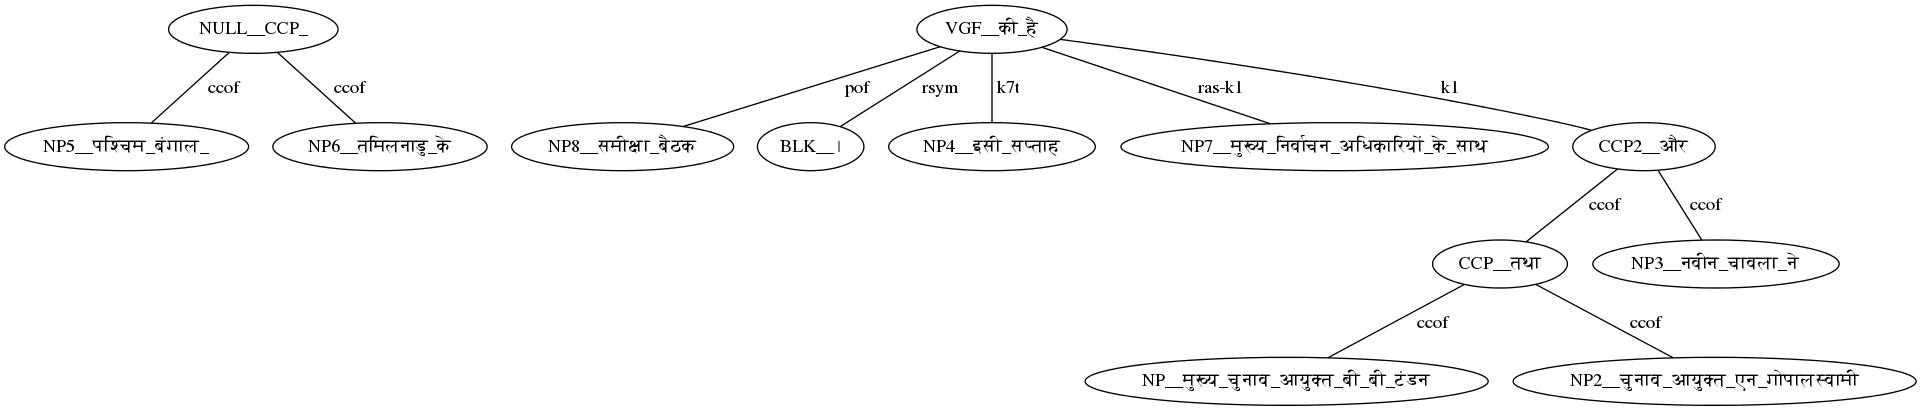 NULL__CCP_ VGF__की_है
ccof ccof pof rsym k7t ras-k1 k1
NP5__पश्चिम_बंगाल_ NP6__तमिलनाडु_के NP8__समीक्षा_बैठक BLK__। NP4__इसी_सप्ताह NP7__मुख्य_निर्वाचन_अधिकारियों_के_साथ CCP2__और
ccof ccof
CCP__तथा NP3__नवीन_चावला_ने
ccof ccof
NP__मुख्य_चुनाव_आयुक्त_बी_बी_टंडन NP2__चुनाव_आयुक्त_एन_गोपालस्वामी